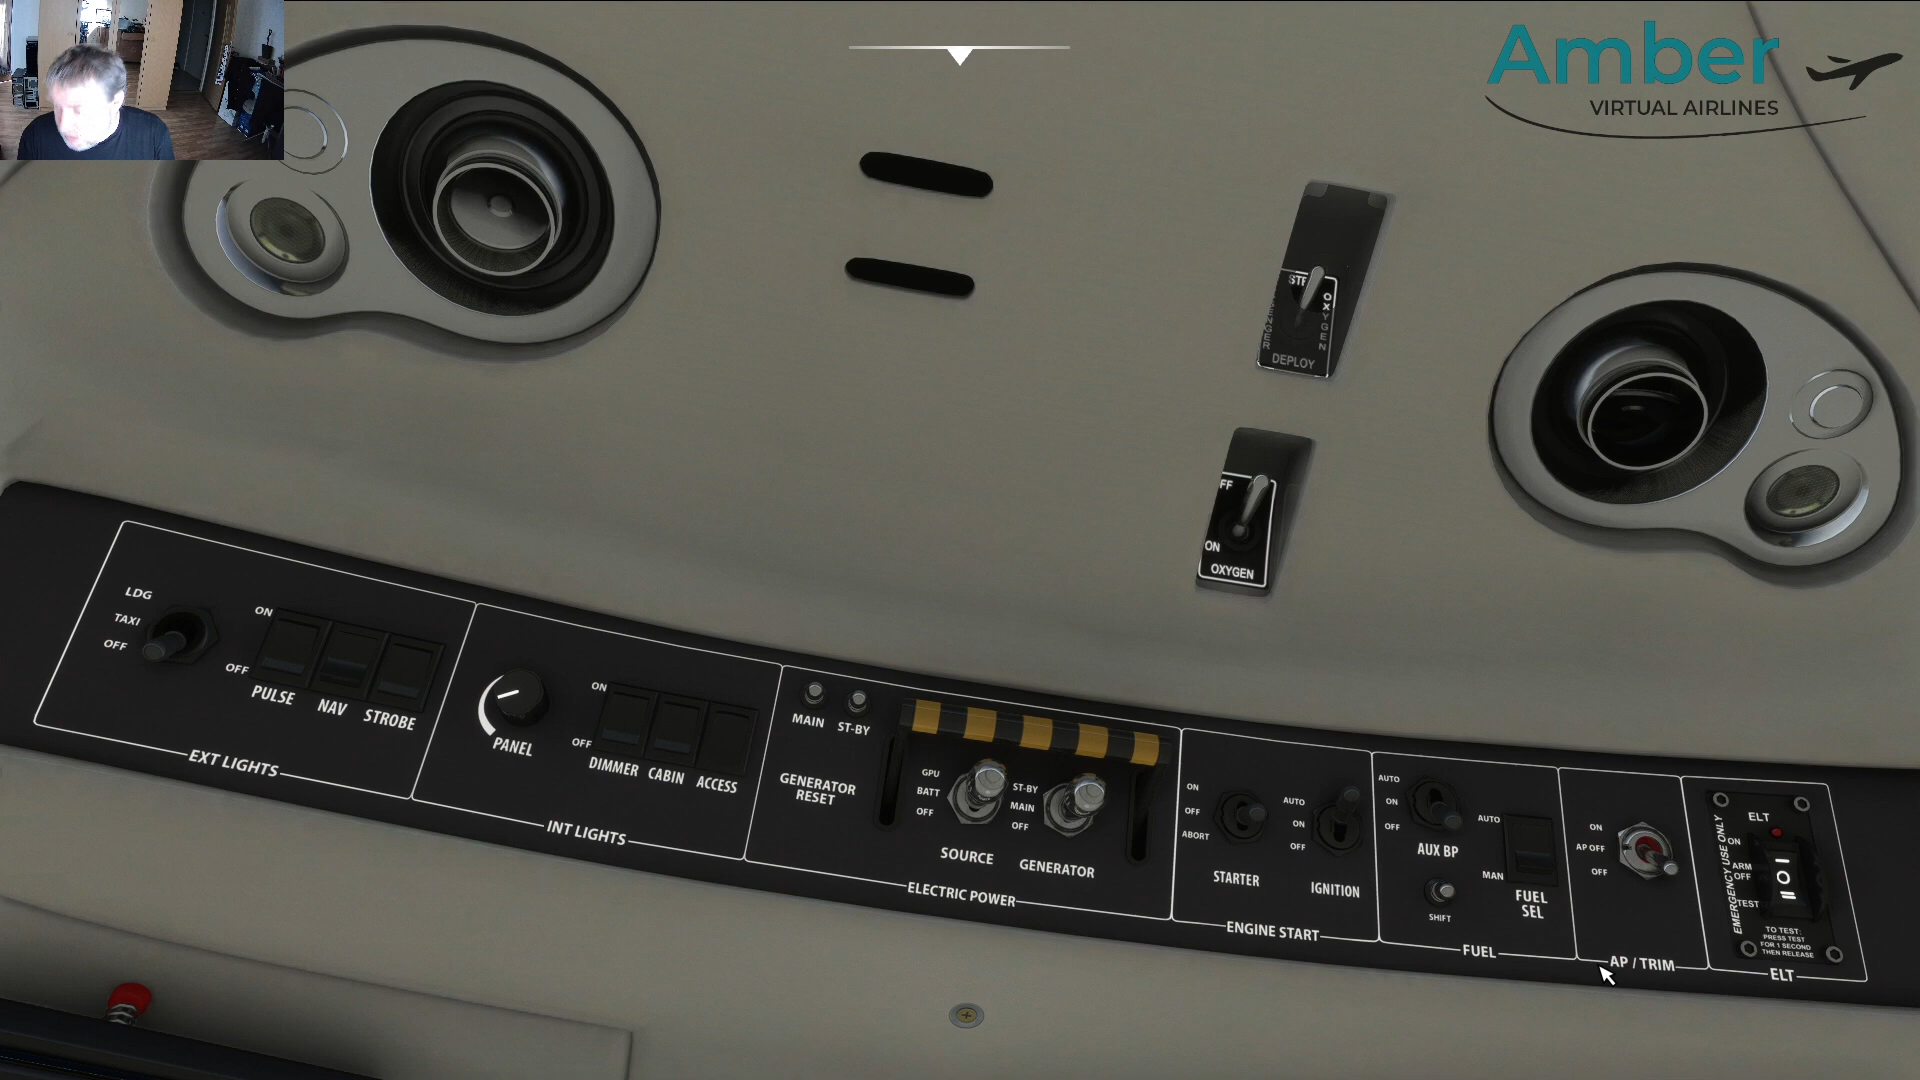 Amber
VIRTUAL AIRLINES
OXYGEN
DEPLOY
FF
ON
OXYGEN
LDG
TAXI
OFF
ON
OFF
PULSE
NAV
STROBE
EXT LIGHTS
PANEL
ON
OFF
DIMMER
CABIN
ACCESS
INT LIGHTS
MAIN
ST-BY
GENERATOR
RESET
GPU
BATT
OFF
SOURCE
ST-BY
MAIN
OFF
GENERATOR
ELECTRIC POWER
ON
OFF
ABORT
STARTER
AUTO
ON
OFF
IGNITION
ENGINE START
AUTO
ON
OFF
AUX BP
SHIFT
AUTO
MAN
FUEL
SEL
FUEL
ON
AP OFF
OFF
AP / TRIM
EMERGENCY USE ONLY
ELT
ON
ARM
OFF
TEST
TO TEST:
PRESS TEST
FOR 1 SECOND
THEN RELEASE
ELT